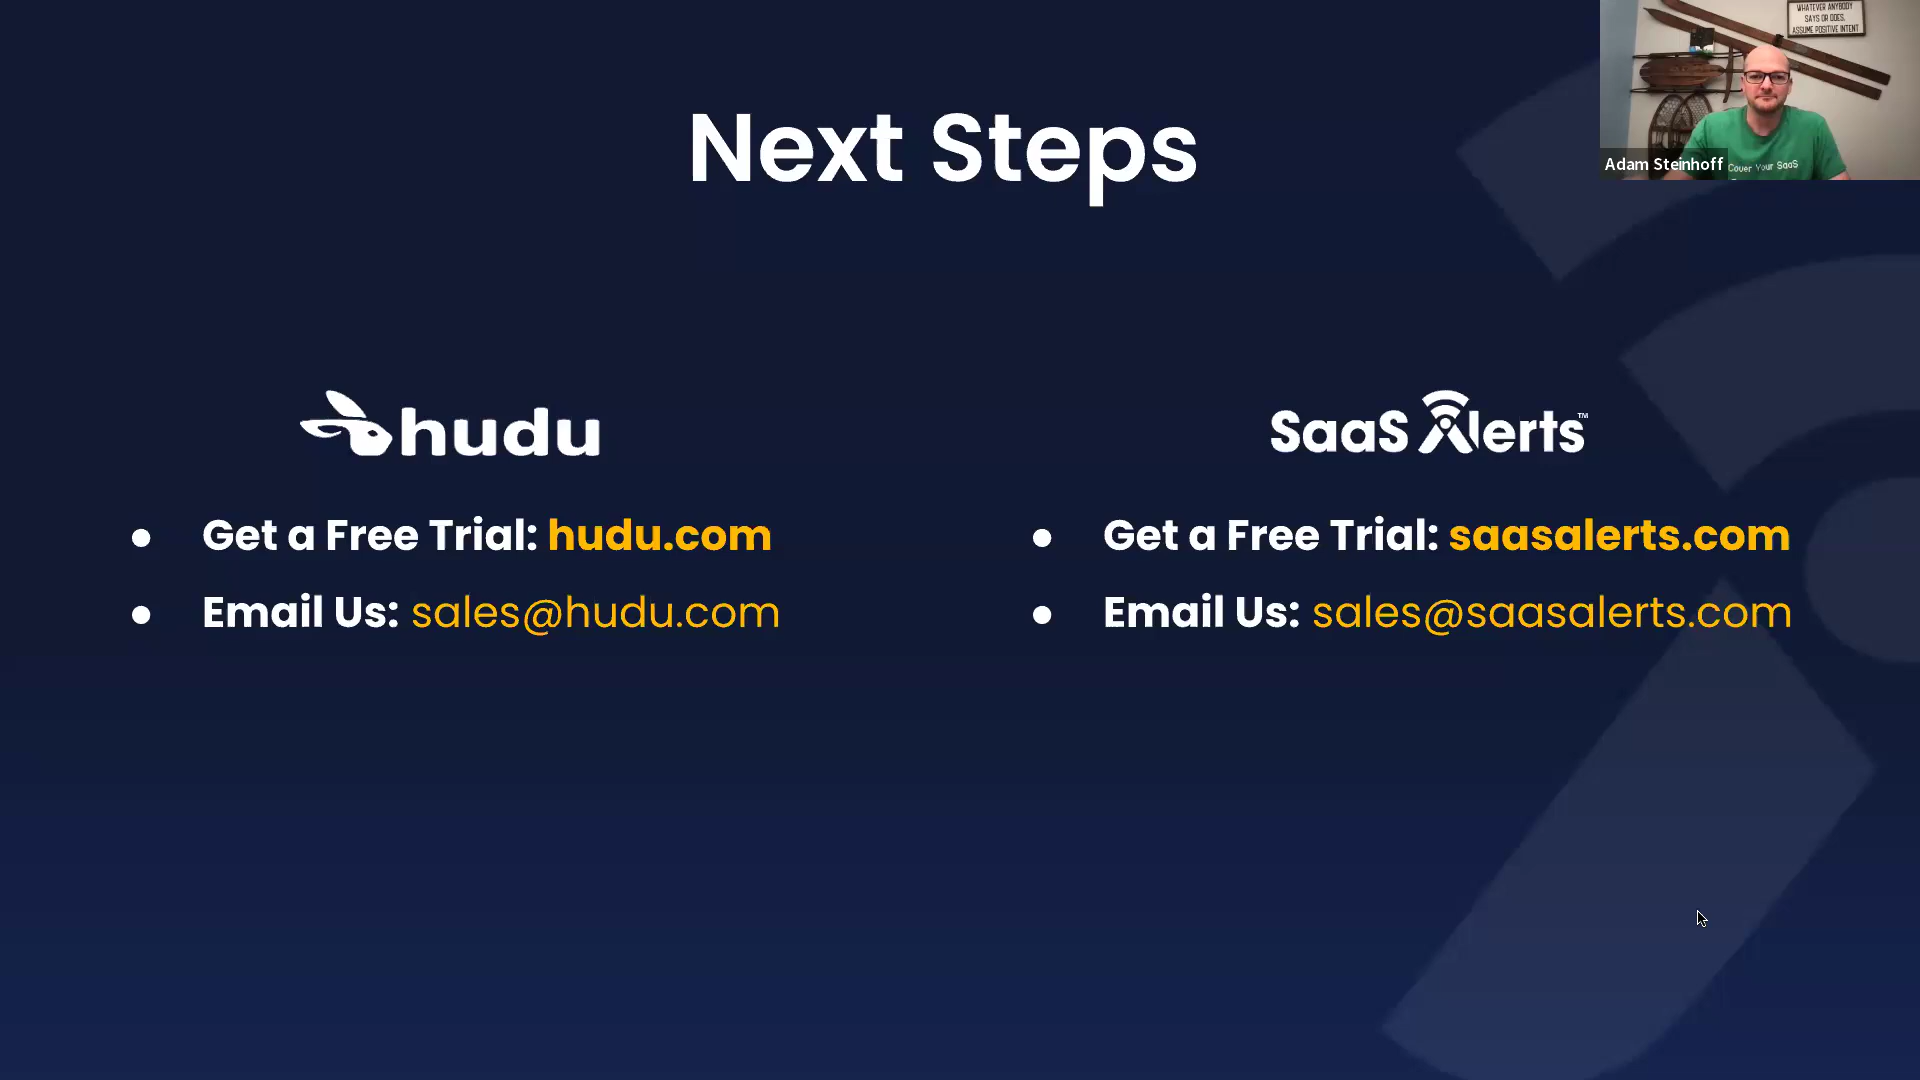 Next Steps
WHATEVER ANYBODY
SAYS OR DOES,
ASSUME POSITIVE INTENT
Adam Steinhoff
Cover Your SaaS
hudu
Get a Free Trial: hudu.com
Email Us: sales@hudu.com
SaaS Alerts™
Get a Free Trial: saasalerts.com
Email Us: sales@saasalerts.com